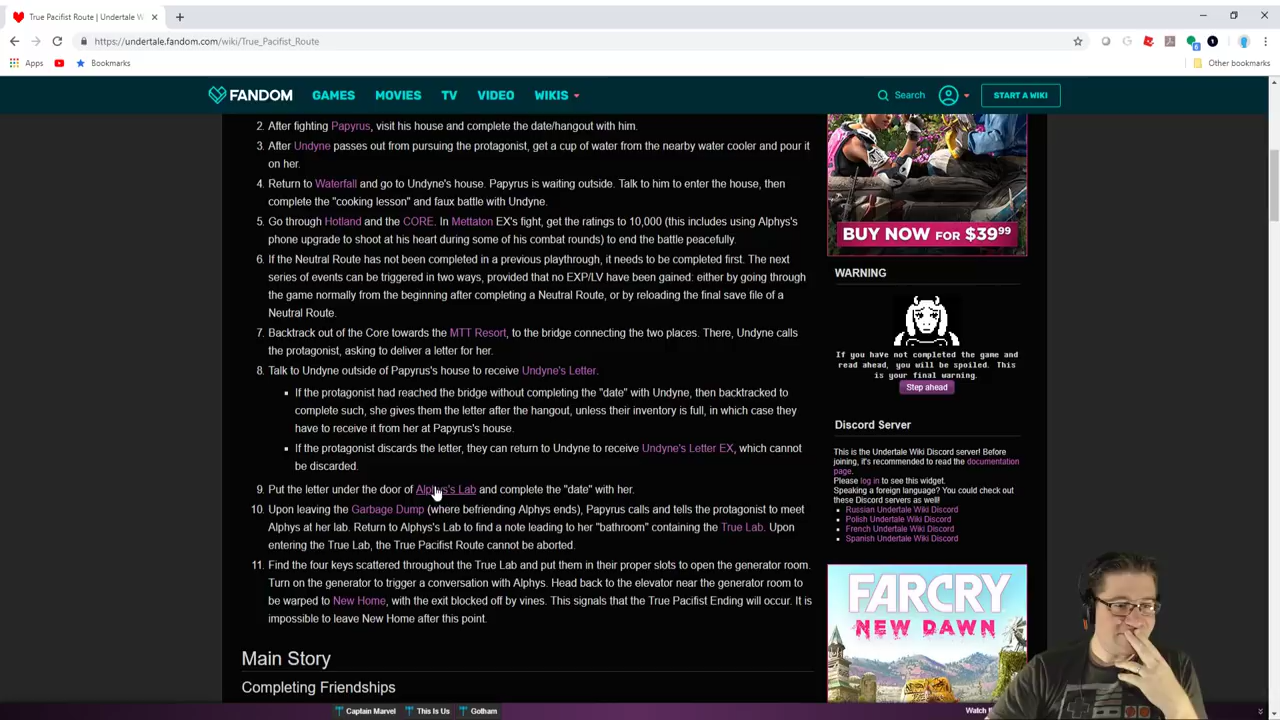 True Pacifist Route | Undertale W
https://undertale.fandom.com/wiki/True_Pacifist_Route
Apps
Bookmarks
Other bookmarks
FANDOM
GAMES
MOVIES
TV
VIDEO
WIKIS
Search
START A WIKI
2. After fighting Papyrus, visit his house and complete the date/hangout with him.
3. After Undyne passes out from pursuing the protagonist, get a cup of water from the nearby water cooler and pour it
on her.
4. Return to Waterfall and go to Undyne's house. Papyrus is waiting outside. Talk to him to enter the house, then
complete the "cooking lesson" and faux battle with Undyne.
5. Go through Hotland and the CORE. In Mettaton EX's fight, get the ratings to 10,000 (this includes using Alphys's
phone upgrade to shoot at his heart during some of his combat rounds) to end the battle peacefully.
6. If the Neutral Route has not been completed in a previous playthrough, it needs to be completed first. The next
series of events can be triggered in two ways, provided that no EXP/LV have been gained: either by going through
the game normally from the beginning after completing a Neutral Route, or by reloading the final save file of a
Neutral Route.
7. Backtrack out of the Core towards the MTT Resort, to the bridge connecting the two places. There, Undyne calls
the protagonist, asking to deliver a letter for her.
8. Talk to Undyne outside of Papyrus's house to receive Undyne's Letter.
If the protagonist had reached the bridge without completing the "date" with Undyne, then backtracked to
complete such, she gives them the letter after the hangout, unless their inventory is full, in which case they
have to receive it from her at Papyrus's house.
If the protagonist discards the letter, they can return to Undyne to receive Undyne's Letter EX, which cannot
be discarded.
9. Put the letter under the door of Alphys's Lab and complete the "date" with her.
10. Upon leaving the Garbage Dump (where befriending Alphys ends), Papyrus calls and tells the protagonist to meet
Alphys at her lab. Return to Alphys's Lab to find a note leading to her "bathroom" containing the True Lab. Upon
entering the True Lab, the True Pacifist Route cannot be aborted.
11. Find the four keys scattered throughout the True Lab and put them in their proper slots to open the generator room.
Turn on the generator to trigger a conversation with Alphys. Head back to the elevator near the generator room to
be warped to New Home, with the exit blocked off by vines. This signals that the True Pacifist Ending will occur. It is
impossible to leave New Home after this point.
Main Story
Completing Friendships
BUY NOW FOR $39⁹⁹
WARNING
If you have not completed the game and
read ahead, you will be spoiled. This
is your final warning.
Step ahead
Discord Server
This is the Undertale Wiki Discord server! Before
joining, it's recommended to read the documentation
page.
Please log in to see this widget.
Speaking a foreign language? You can enter our
discord servers as well!
Russian Undertale Wiki Discord
Polish Undertale Wiki Discord
French Undertale Wiki Discord
Spanish Undertale Wiki Discord
FARCRY
NEW DAWN
Captain Marvel
This Is Us
Gotham